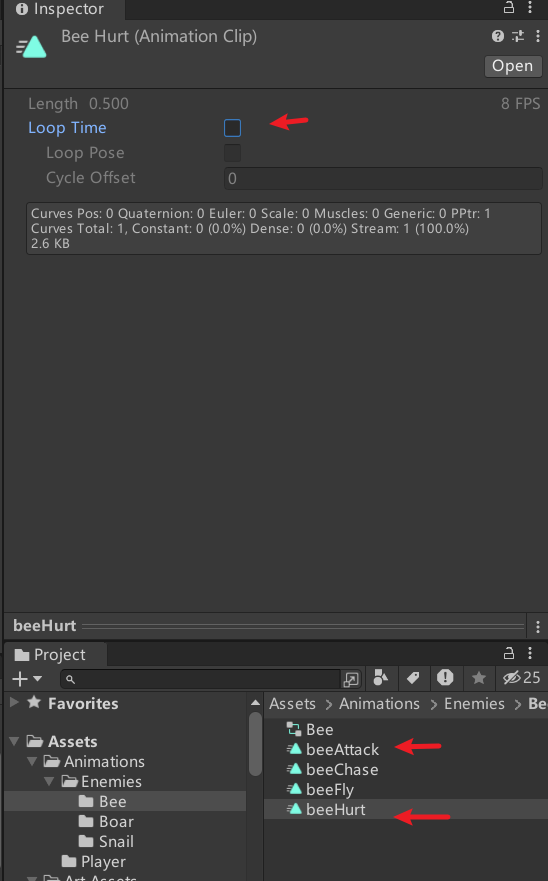 Inspector
Bee Hurt (Animation Clip)
Open
Length 0.500 8 FPS
Loop Time
Loop Pose
Cycle Offset 0
Curves Pos: 0 Quaternion: 0 Euler: 0 Scale: 0 Muscles: 0 Generic: 0 PPtr: 1
Curves Total: 1, Constant: 0 (0.0%) Dense: 0 (0.0%) Stream: 1 (100.0%)
2.6 KB
beeHurt
Project
25
Favorites
Assets
Animations
Enemies
Bee
Boar
Snail
Player
Art Assets
Assets > Animations > Enemies > Be
Bee
beeAttack
beeChase
beeFly
beeHurt